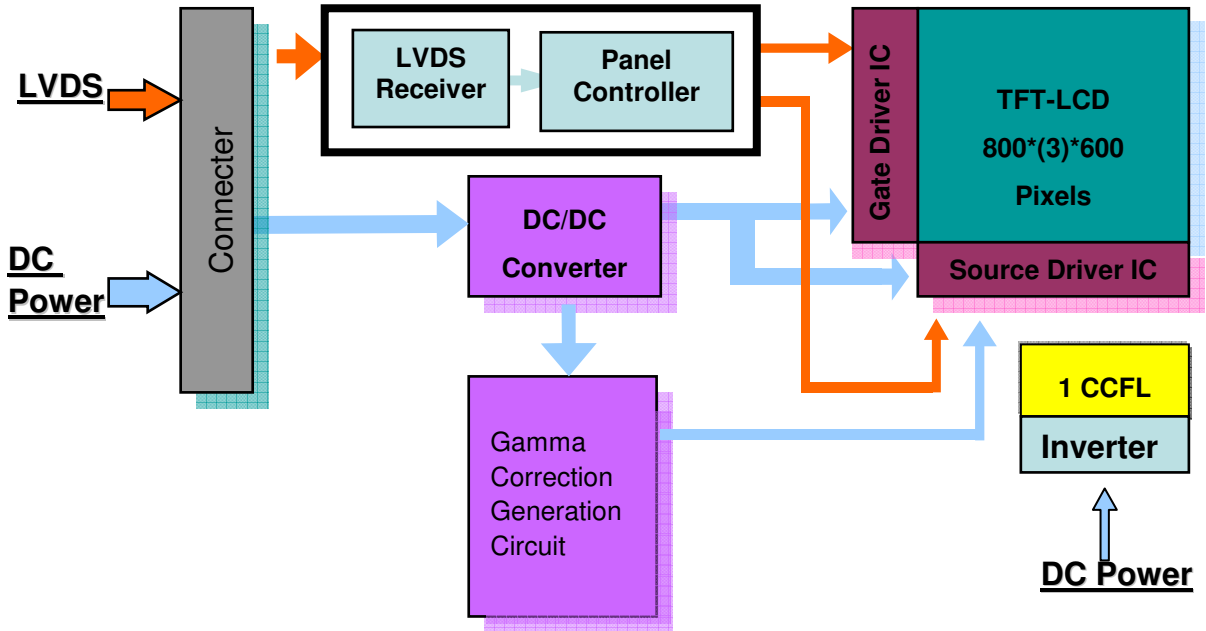 LVDS
DC
Power
Connecter
LVDS
Receiver
Panel
Controller
DC/DC
Converter
Gamma
Correction
Generation
Circuit
Gate Driver IC
TFT-LCD
800*(3)*600
Pixels
Source Driver IC
1 CCFL
Inverter
DC Power